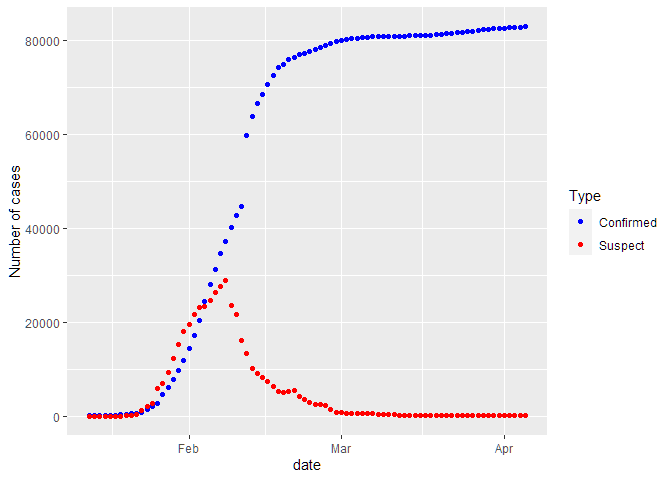 80000
60000
40000
20000
0
Number of cases
Feb
Mar
Apr
date
Type
Confirmed
Suspect